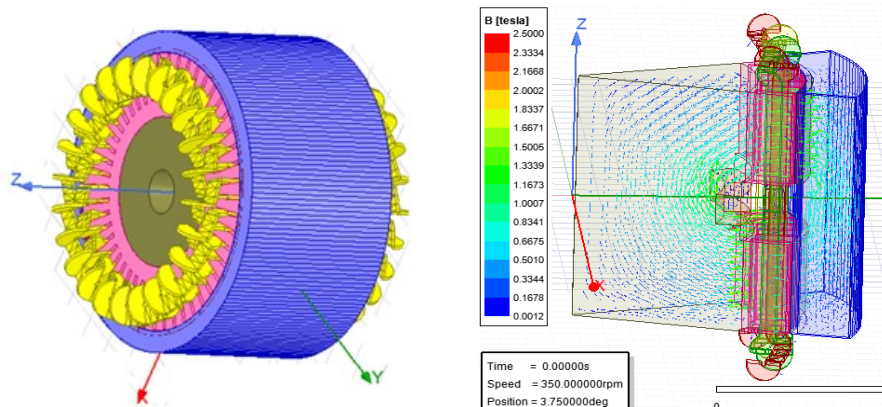 Z
X
Y
B [tesla]
2.5000
2.3334
2.1668
2.0002
1.8337
1.6671
1.5005
1.3339
1.1673
1.0007
0.8341
0.6675
0.5010
0.3344
0.1678
0.0012
Z
X
Time = 0.00000s
Speed = 350.000000rpm
Position = 3.750000deg
0